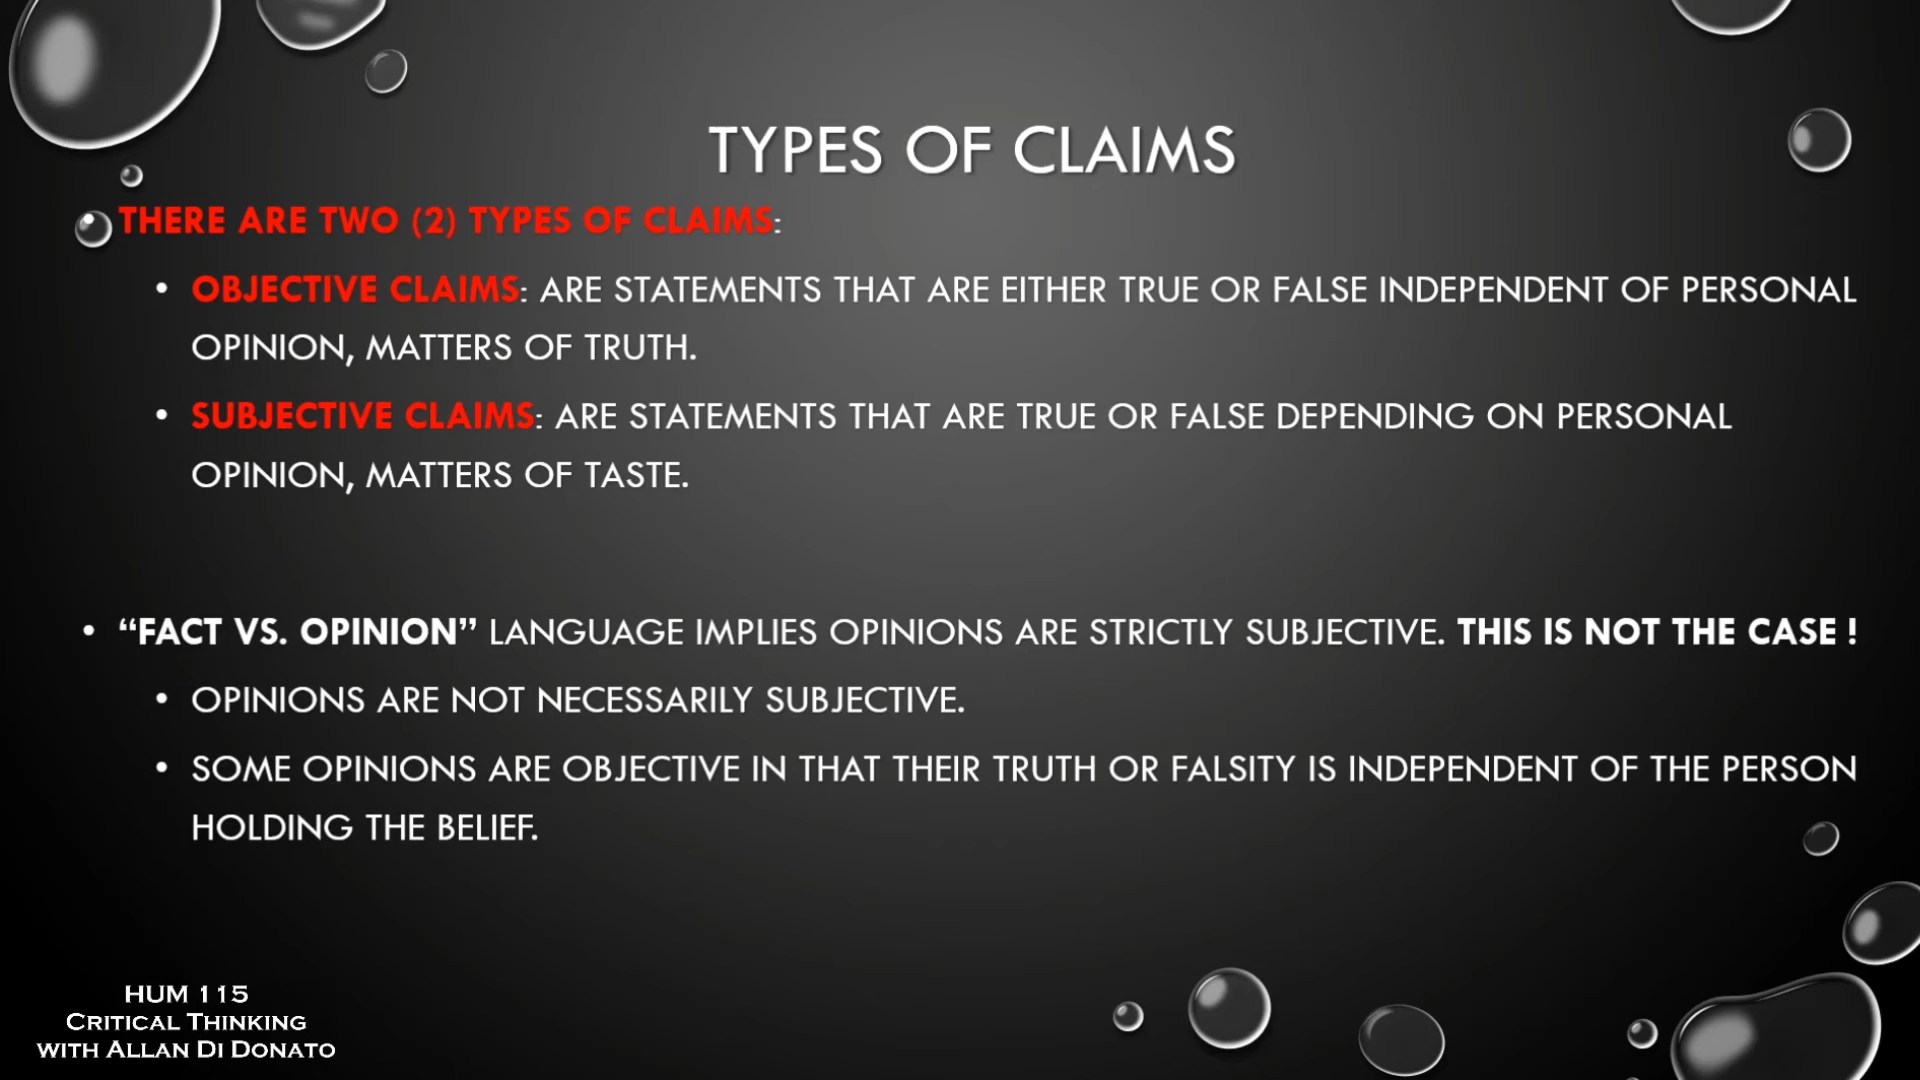 TYPES OF CLAIMS
THERE ARE TWO (2) TYPES OF CLAIMS:
• OBJECTIVE CLAIMS: ARE STATEMENTS THAT ARE EITHER TRUE OR FALSE INDEPENDENT OF PERSONAL
OPINION, MATTERS OF TRUTH.
• SUBJECTIVE CLAIMS: ARE STATEMENTS THAT ARE TRUE OR FALSE DEPENDING ON PERSONAL
OPINION, MATTERS OF TASTE.
• “FACT VS. OPINION” LANGUAGE IMPLIES OPINIONS ARE STRICTLY SUBJECTIVE. THIS IS NOT THE CASE !
• OPINIONS ARE NOT NECESSARILY SUBJECTIVE.
• SOME OPINIONS ARE OBJECTIVE IN THAT THEIR TRUTH OR FALSITY IS INDEPENDENT OF THE PERSON
HOLDING THE BELIEF.
HUM 115
CRITICAL THINKING
WITH ALLAN DI DONATO